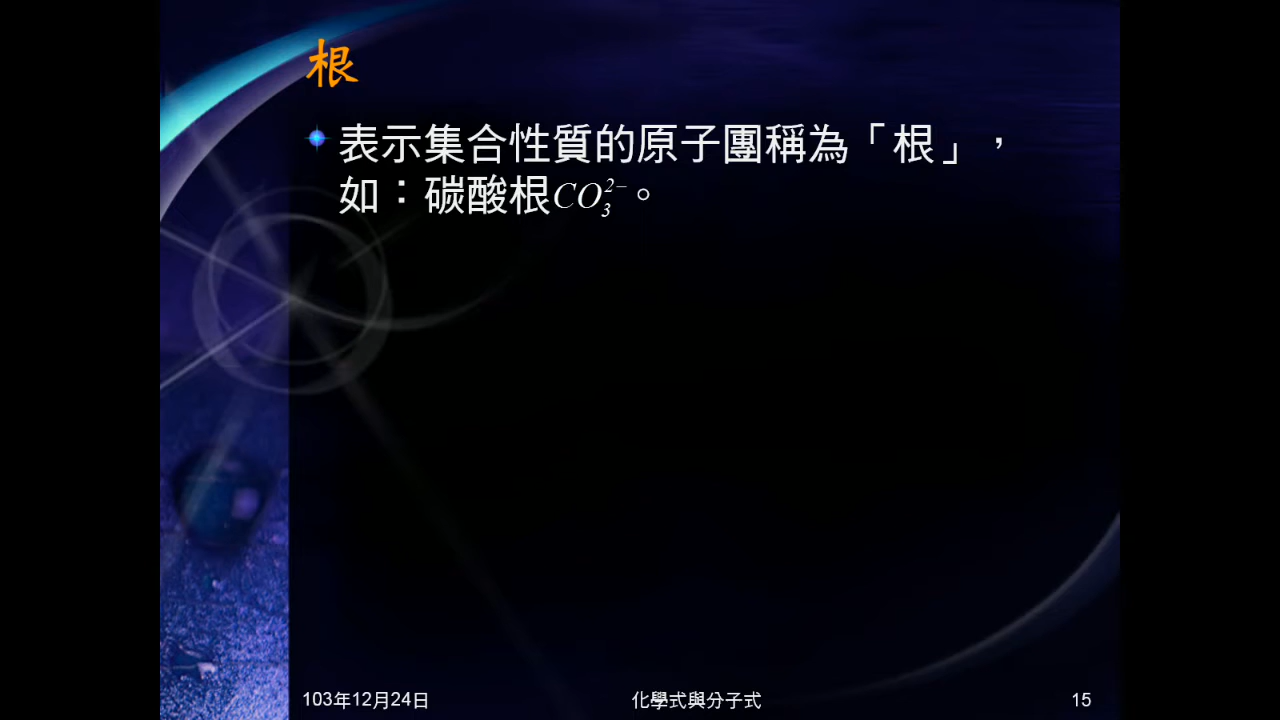 根
表示集合性質的原子團稱為「根」，
如：碳酸根CO₃²⁻。
103年12月24日
化學式與分子式
15